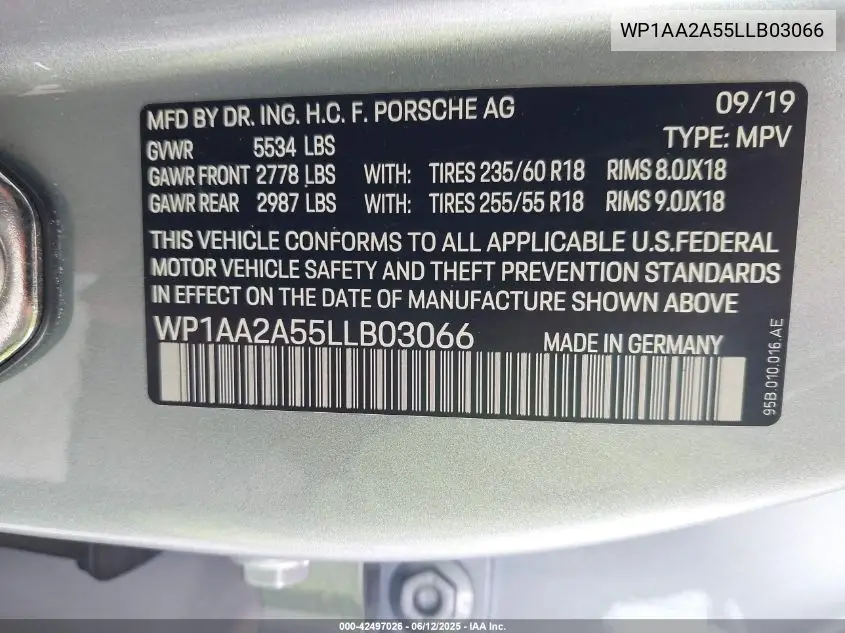 WP1AA2A55LLB03066
MFD BY DR. ING. H.C. F. PORSCHE AG 09/19
GVWR 5534 LBS TYPE: MPV
GAWR FRONT 2778 LBS WITH: TIRES 235/60 R18 RIMS 8.0JX18
GAWR REAR 2987 LBS WITH: TIRES 255/55 R18 RIMS 9.0JX18
THIS VEHICLE CONFORMS TO ALL APPLICABLE U.S.FEDERAL
MOTOR VEHICLE SAFETY AND THEFT PREVENTION STANDARDS
IN EFFECT ON THE DATE OF MANUFACTURE SHOWN ABOVE
WP1AA2A55LLB03066 MADE IN GERMANY
95B.010.016.AE
000-42497026 - 06/12/2025 - IAA Inc.